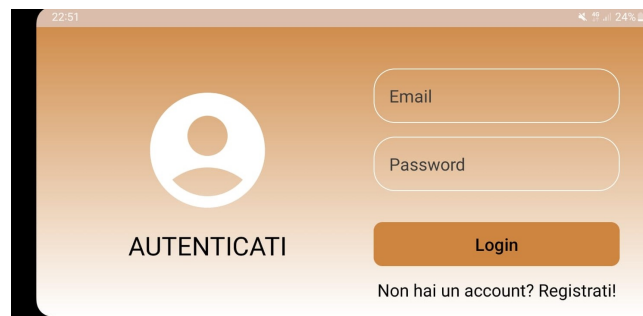 22:51
24%
Email
Password
AUTENTICATI
Login
Non hai un account? Registrati!